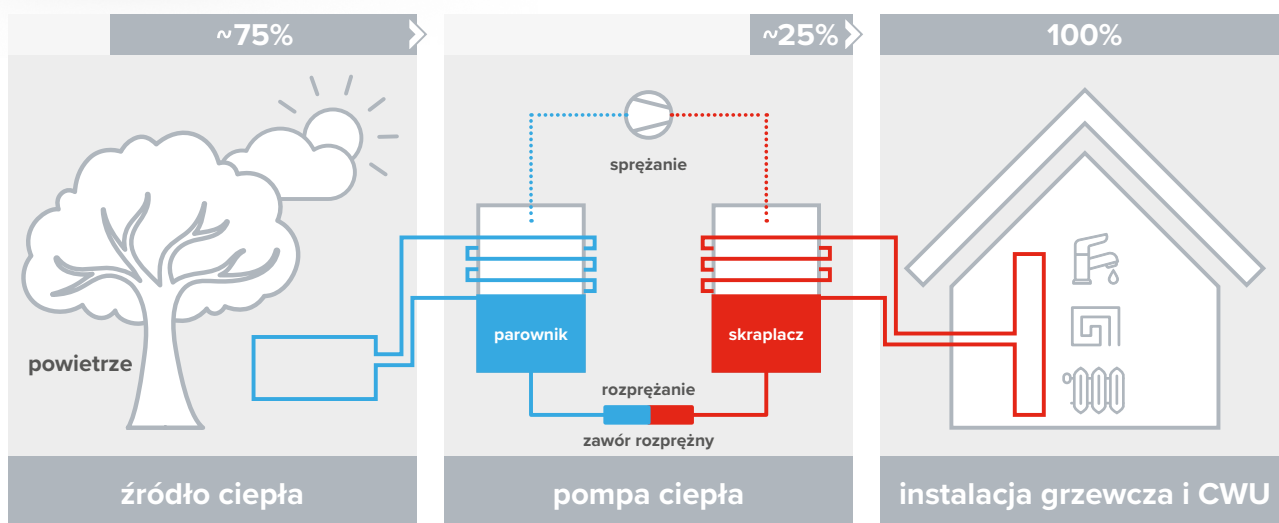 ~75%
~25%
100%
sprężanie
parownik
skraplacz
powietrze
rozprężanie
zawór rozprężny
źródło ciepła
pompa ciepła
instalacja grzewcza i CWU